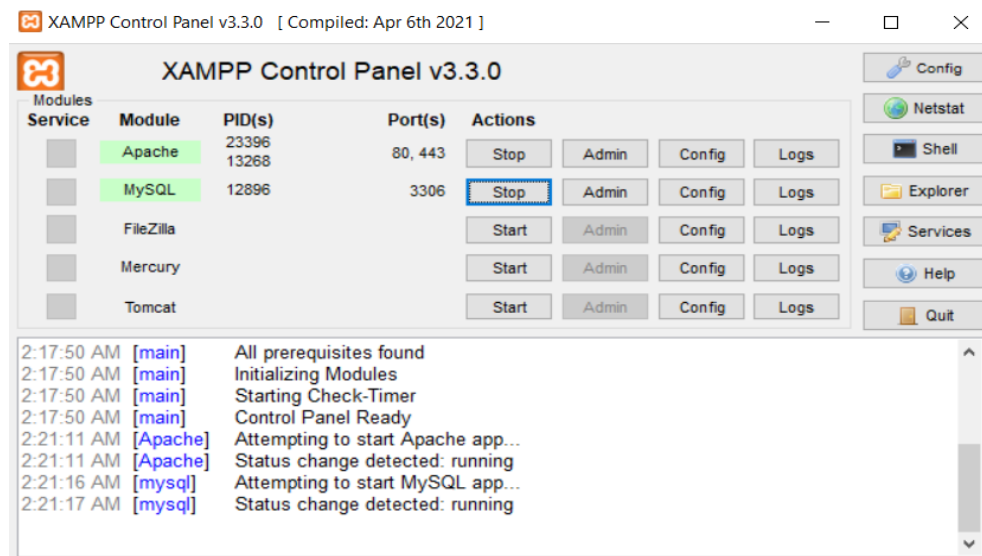 XAMPP Control Panel v3.3.0 [ Compiled: Apr 6th 2021 ]
XAMPP Control Panel v3.3.0
Config
Modules
Service Module PID(s) Port(s) Actions
Netstat
Apache 23396 13268 80, 443 Stop Admin Config Logs
Shell
MySQL 12896 3306 Stop Admin Config Logs
Explorer
FileZilla Start Admin Config Logs
Services
Mercury Start Admin Config Logs
Help
Tomcat Start Admin Config Logs
Quit
2:17:50 AM [main] All prerequisites found
2:17:50 AM [main] Initializing Modules
2:17:50 AM [main] Starting Check-Timer
2:17:50 AM [main] Control Panel Ready
2:21:11 AM [Apache] Attempting to start Apache app...
2:21:11 AM [Apache] Status change detected: running
2:21:16 AM [mysql] Attempting to start MySQL app...
2:21:17 AM [mysql] Status change detected: running